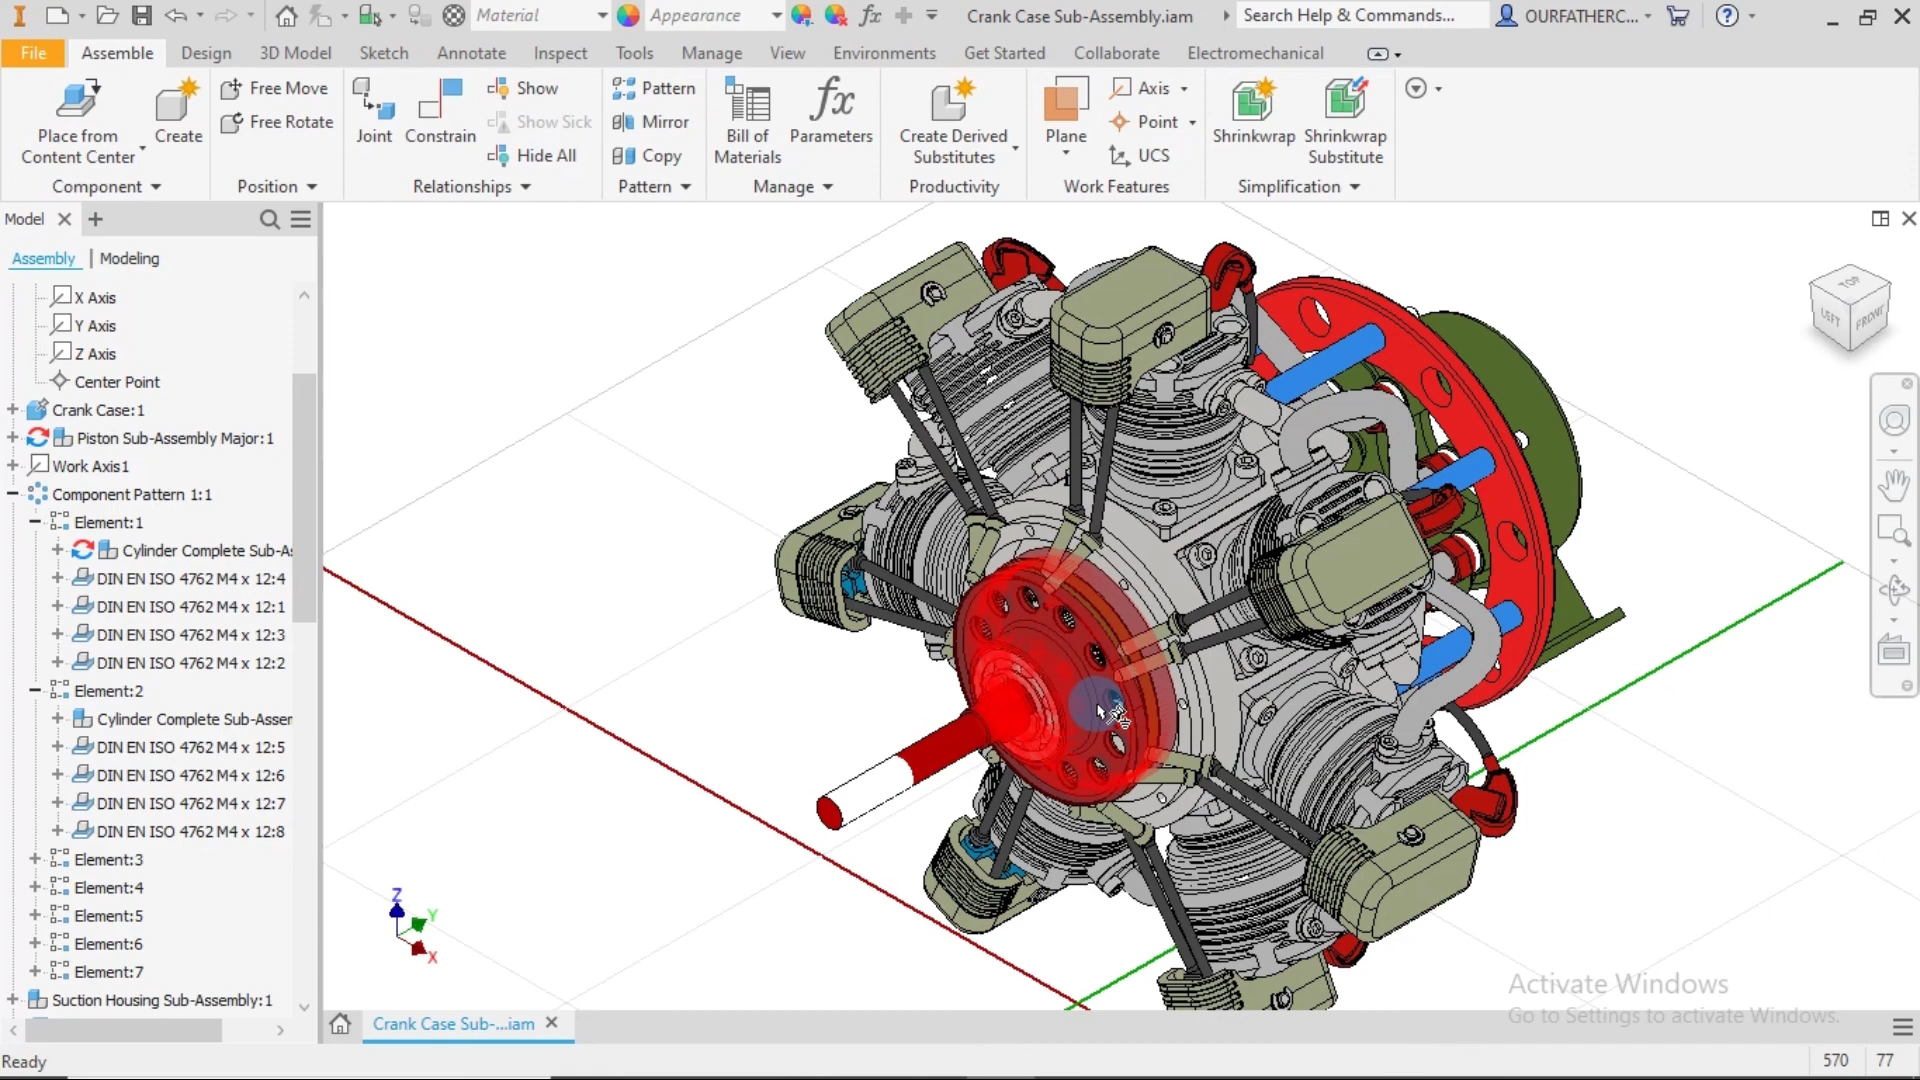 Material
Appearance
fx
Crank Case Sub-Assembly.iam
Search Help & Commands...
OURFATHERC...
File
Assemble
Design
3D Model
Sketch
Annotate
Inspect
Tools
Manage
View
Environments
Get Started
Collaborate
Electromechanical
Place from
Content Center
Create
Component
Free Move
Free Rotate
Position
Joint
Constrain
Show
Show Sick
Hide All
Relationships
Pattern
Mirror
Copy
Pattern
Bill of
Materials
fx
Parameters
Manage
Create Derived
Substitutes
Productivity
Plane
Axis
Point
UCS
Work Features
Shrinkwrap
Shrinkwrap
Substitute
Simplification
Model
Assembly
Modeling
X Axis
Y Axis
Z Axis
Center Point
Crank Case:1
Piston Sub-Assembly Major:1
Work Axis1
Component Pattern 1:1
Element:1
Cylinder Complete Sub-As
DIN EN ISO 4762 M4 x 12:4
DIN EN ISO 4762 M4 x 12:1
DIN EN ISO 4762 M4 x 12:3
DIN EN ISO 4762 M4 x 12:2
Element:2
Cylinder Complete Sub-Assem
DIN EN ISO 4762 M4 x 12:5
DIN EN ISO 4762 M4 x 12:6
DIN EN ISO 4762 M4 x 12:7
DIN EN ISO 4762 M4 x 12:8
Element:3
Element:4
Element:5
Element:6
Element:7
Suction Housing Sub-Assembly:1
TOP
LEFT
FRONT
Z
Y
X
Activate Windows
Go to Settings to activate Windows.
Crank Case Sub-...iam
Ready
570
77